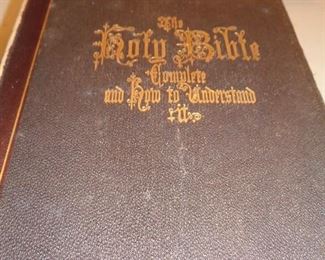 The
Holy Bible
Complete
and How to Understand
it